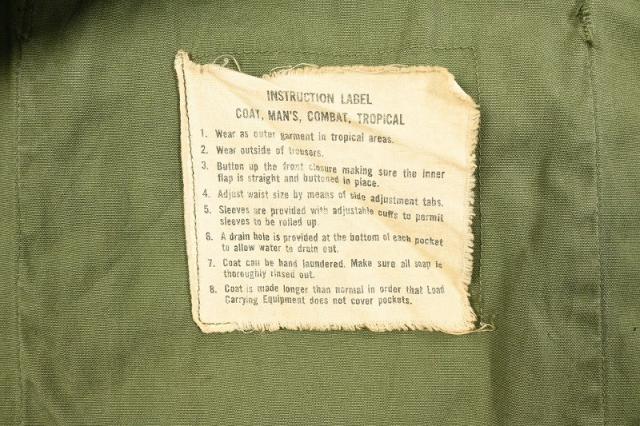 INSTRUCTION LABEL
COAT, MAN'S, COMBAT, TROPICAL
1. Wear as outer garment in tropical areas.
2. Wear outside of trousers.
3. Button up the front closure making sure the inner
flap is straight and buttoned in place.
4. Adjust waist size by means of side adjustment tabs.
5. Sleeves are provided with adjustable cuffs to permit
sleeves to be rolled up.
6. A drain hole is provided at the bottom of each pocket
to allow water to drain out.
7. Coat can be hand laundered. Make sure all soap is
thoroughly rinsed out.
8. Coat is made longer than normal in order that Load
Carrying Equipment does not cover pockets.